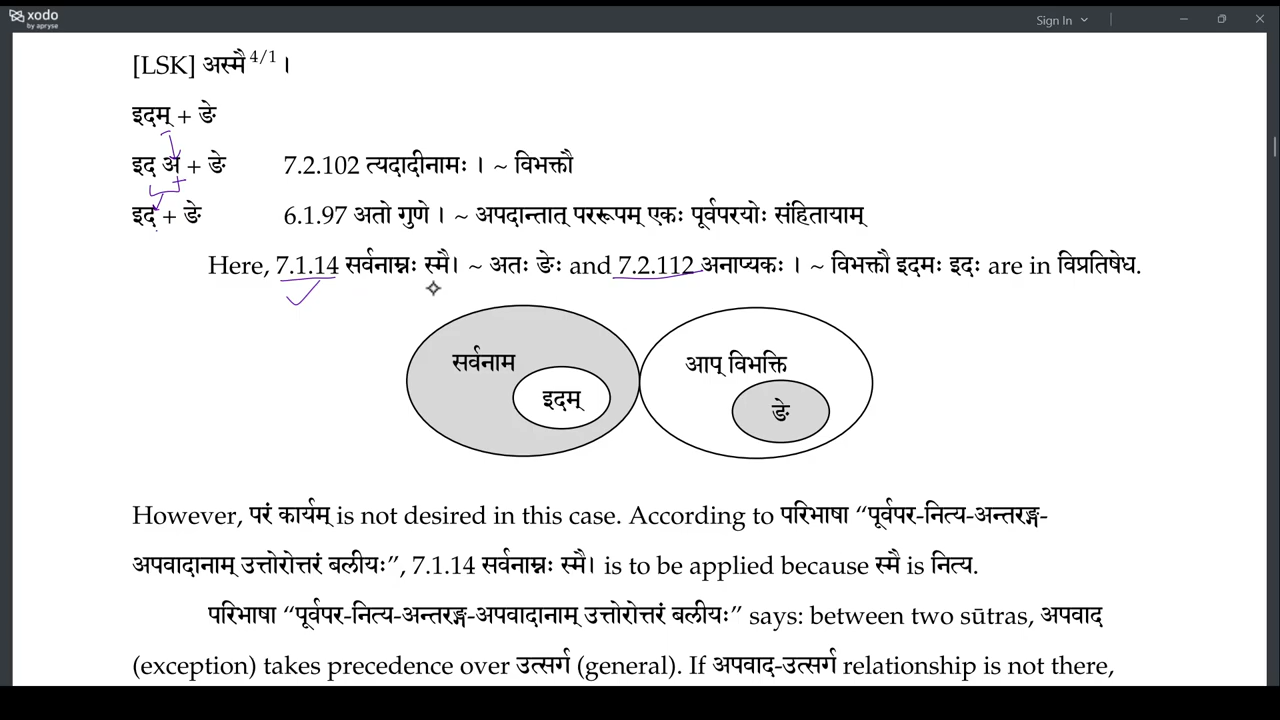 xodo
by apryse
Sign In
[LSK] अस्मै 4/1 ।
इदम् + ङे
इद अ + ङे 7.2.102 त्यदादीनामः । ~ विभक्तौ
इद + ङे 6.1.97 अतो गुणे । ~ अपदान्तात् पररूपम् एकः पूर्वपरयोः संहितायाम्
Here, 7.1.14 सर्वनाम्नः स्मै। ~ अतः ङेः and 7.2.112 अनाप्यकः । ~ विभक्तौ इदमः इदः are in विप्रतिषेध.
सर्वनाम
इदम्
आप् विभक्ति
ङे
However, परं कार्यम् is not desired in this case. According to परिभाषा “पूर्वपर-नित्य-अन्तरङ्ग-
अपवादानाम् उत्तोरोत्तरं बलीयः”, 7.1.14 सर्वनाम्नः स्मै। is to be applied because स्मै is नित्य.
परिभाषा “पूर्वपर-नित्य-अन्तरङ्ग-अपवादानाम् उत्तोरोत्तरं बलीयः” says: between two sūtras, अपवाद
(exception) takes precedence over उत्सर्ग (general). If अपवाद-उत्सर्ग relationship is not there,